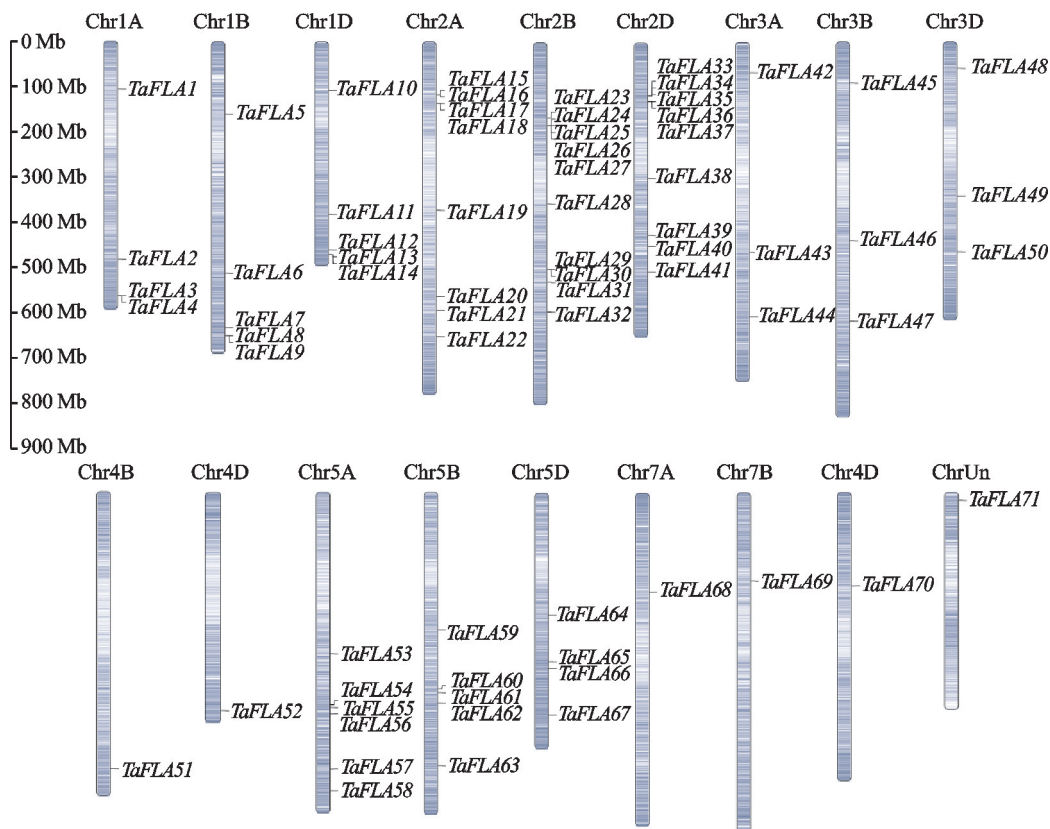 Chr1A Chr1B Chr1D Chr2A Chr2B Chr2D Chr3A Chr3B Chr3D
0 Mb
100 Mb
200 Mb
300 Mb
400 Mb
500 Mb
600 Mb
700 Mb
800 Mb
900 Mb
TaFLA1
TaFLA2
TaFLA3
TaFLA4
TaFLA5
TaFLA6
TaFLA7
TaFLA8
TaFLA9
TaFLA10
TaFLA11
TaFLA12
TaFLA13
TaFLA14
TaFLA15
TaFLA16
TaFLA17
TaFLA18
TaFLA19
TaFLA20
TaFLA21
TaFLA22
TaFLA23
TaFLA24
TaFLA25
TaFLA26
TaFLA27
TaFLA28
TaFLA29
TaFLA30
TaFLA31
TaFLA32
TaFLA33
TaFLA34
TaFLA35
TaFLA36
TaFLA37
TaFLA38
TaFLA39
TaFLA40
TaFLA41
TaFLA42
TaFLA43
TaFLA44
TaFLA45
TaFLA46
TaFLA47
TaFLA48
TaFLA49
TaFLA50
Chr4B Chr4D Chr5A Chr5B Chr5D Chr7A Chr7B Chr4D ChrUn
TaFLA51
TaFLA52
TaFLA53
TaFLA54
TaFLA55
TaFLA56
TaFLA57
TaFLA58
TaFLA59
TaFLA60
TaFLA61
TaFLA62
TaFLA63
TaFLA64
TaFLA65
TaFLA66
TaFLA67
TaFLA68
TaFLA69
TaFLA70
TaFLA71